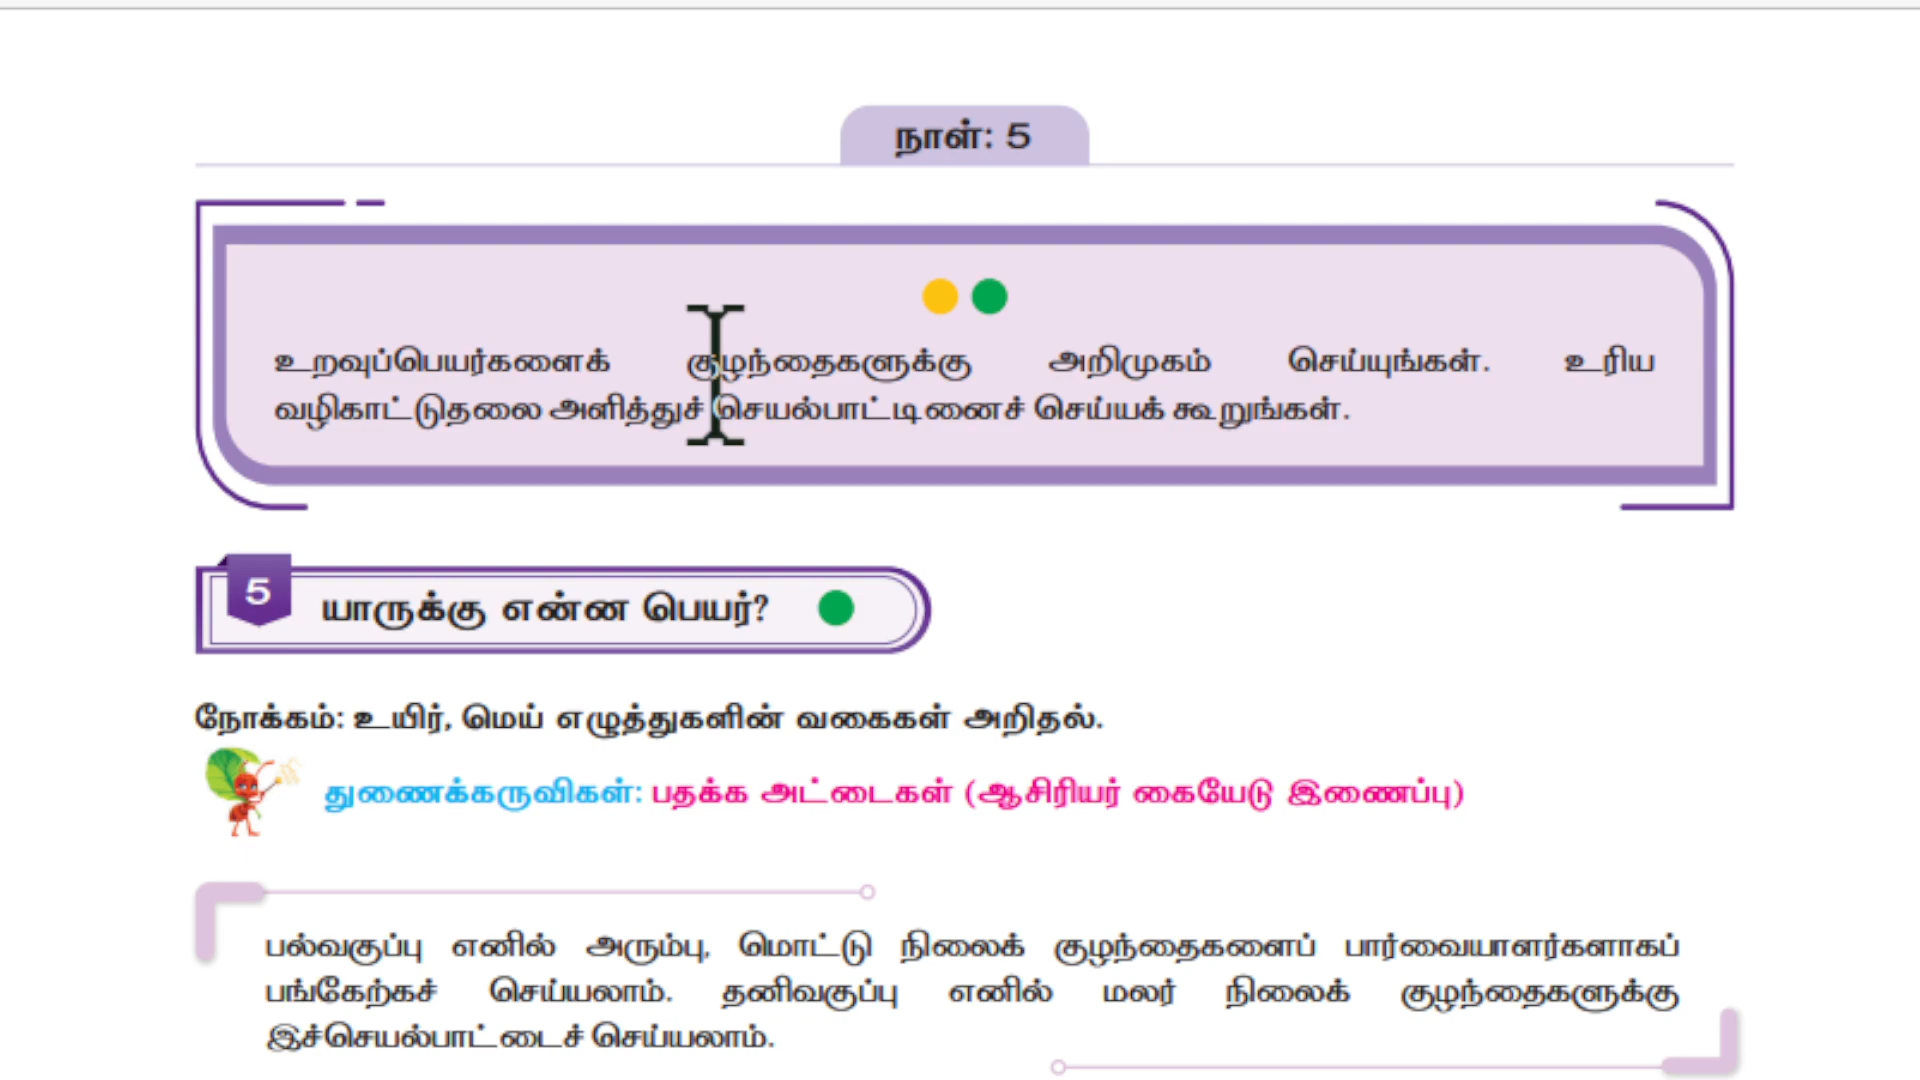 நாள்: 5
உறவுப்பெயர்களைக் குழந்தைகளுக்கு அறிமுகம் செய்யுங்கள். உரிய
வழிகாட்டுதலை அளித்துச் செயல்பாட்டினைச் செய்யக் கூறுங்கள்.
5 யாருக்கு என்ன பெயர்?
நோக்கம்: உயிர், மெய் எழுத்துகளின் வகைகள் அறிதல்.
துணைக்கருவிகள்: பதக்க அட்டைகள் (ஆசிரியர் கையேடு இணைப்பு)
பல்வகுப்பு எனில் அரும்பு, மொட்டு நிலைக் குழந்தைகளைப் பார்வையாளர்களாகப்
பங்கேற்கச் செய்யலாம். தனிவகுப்பு எனில் மலர் நிலைக் குழந்தைகளுக்கு
இச்செயல்பாட்டைச் செய்யலாம்.